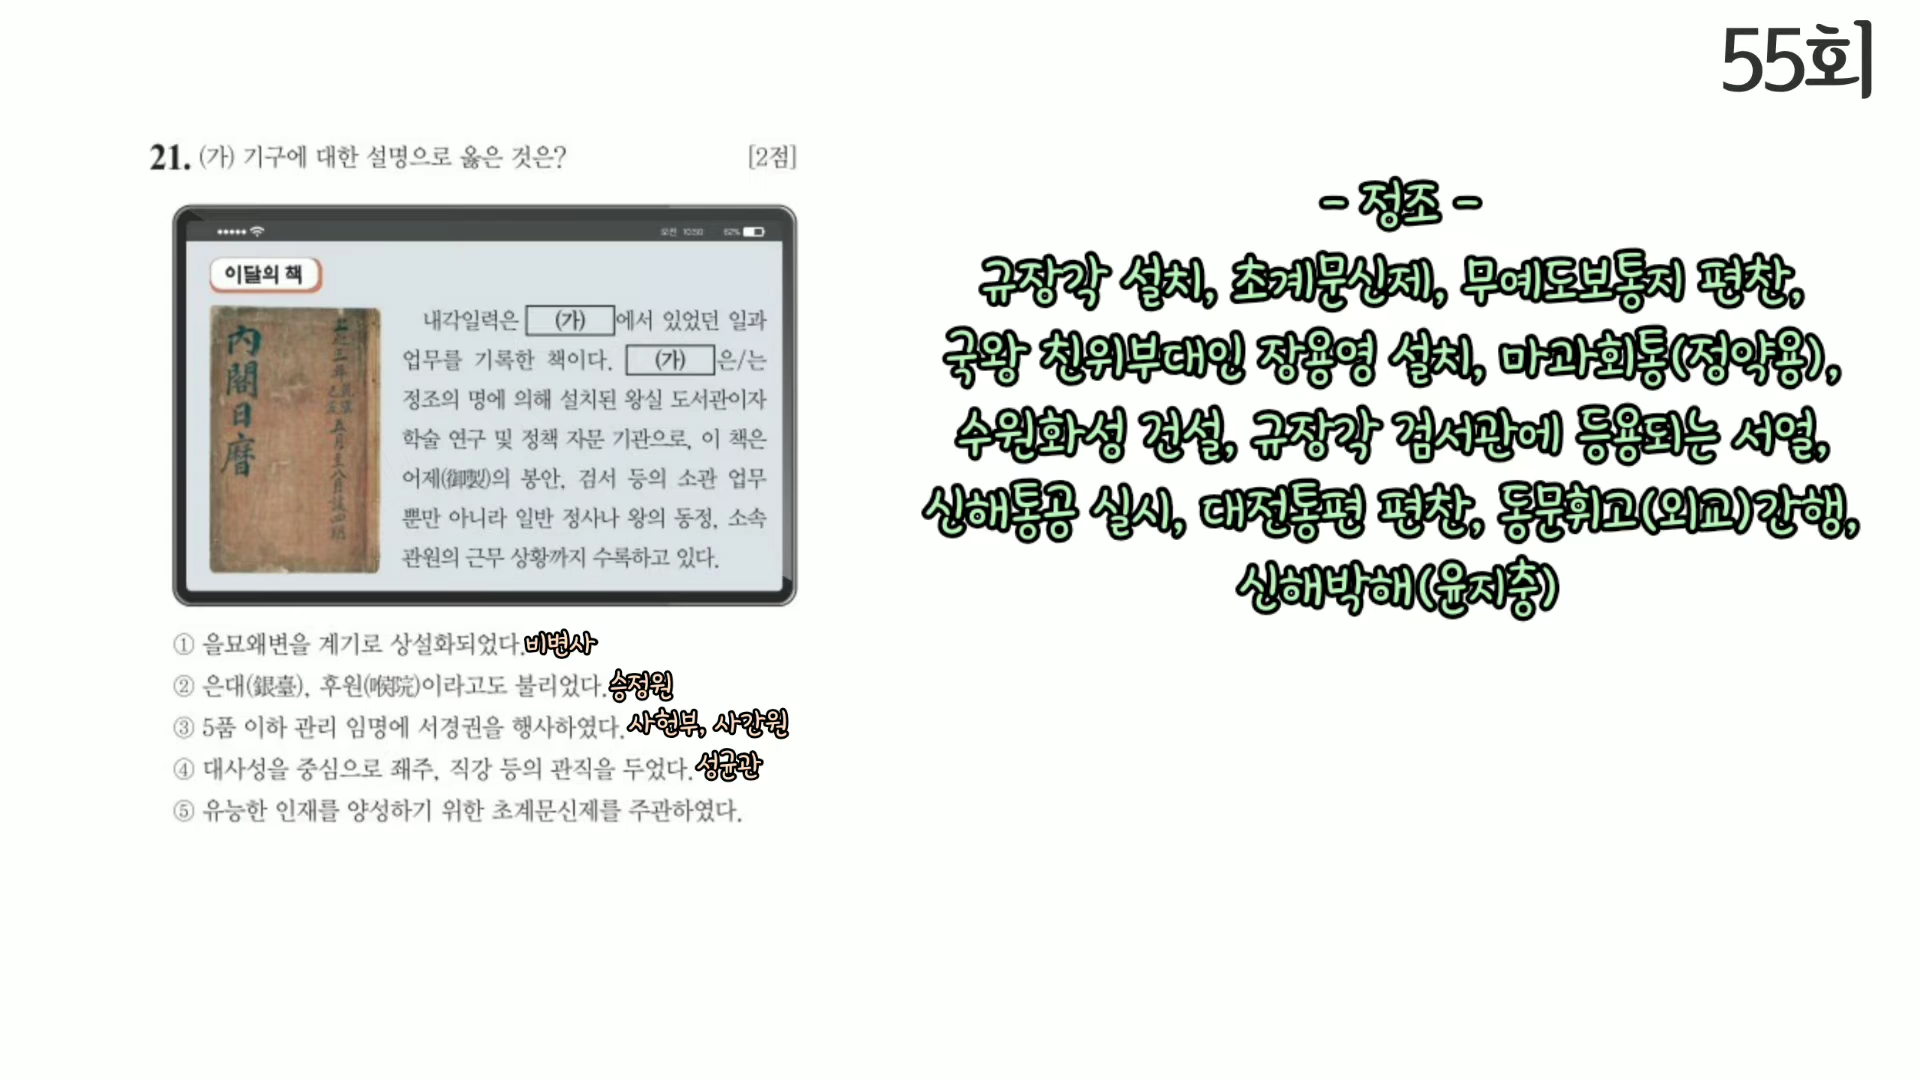 55회
21. (가) 기구에 대한 설명으로 옳은 것은? [2점]
오전 10:50 62%
이달의 책
內閣日曆
내각일력은 (가) 에서 있었던 일과
업무를 기록한 책이다. (가) 은/는
정조의 명에 의해 설치된 왕실 도서관이자
학술 연구 및 정책 자문 기관으로, 이 책은
어제(御製)의 봉안, 검서 등의 소관 업무
뿐만 아니라 일반 정사나 왕의 동정, 소속
관원의 근무 상황까지 수록하고 있다.
① 을묘왜변을 계기로 상설화되었다. 비변사
② 은대(銀臺), 후원(喉院)이라고도 불리었다. 승정원
③ 5품 이하 관리 임명에 서경권을 행사하였다. 사헌부, 사간원
④ 대사성을 중심으로 좨주, 직강 등의 관직을 두었다. 성균관
⑤ 유능한 인재를 양성하기 위한 초계문신제를 주관하였다.
- 정조 -
규장각 설치, 초계문신제, 무예도보통지 편찬,
국왕 친위부대인 장용영 설치, 마과회통(정약용),
수원화성 건설, 규장각 검서관에 등용되는 서얼,
신해통공 실시, 대전통편 편찬, 동문휘고(외교)간행,
신해박해(윤지충)